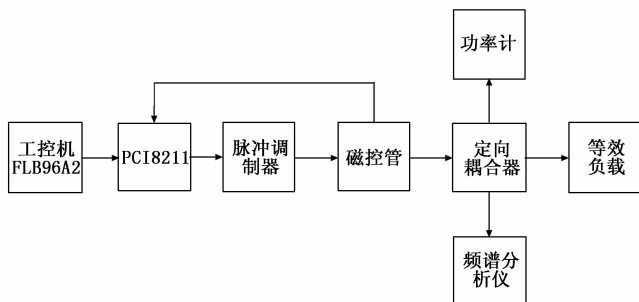 功率计
工控机
FLB96A2
PCI8211
脉冲调
制器
磁控管
定向
耦合器
等效
负载
频谱分
析仪